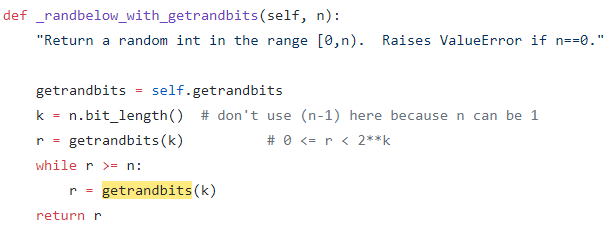 def _randbelow_with_getrandbits(self, n):
    "Return a random int in the range [0,n).  Raises ValueError if n==0."

    getrandbits = self.getrandbits
    k = n.bit_length()  # don't use (n-1) here because n can be 1
    r = getrandbits(k)          # 0 <= r < 2**k
    while r >= n:
        r = getrandbits(k)
    return r